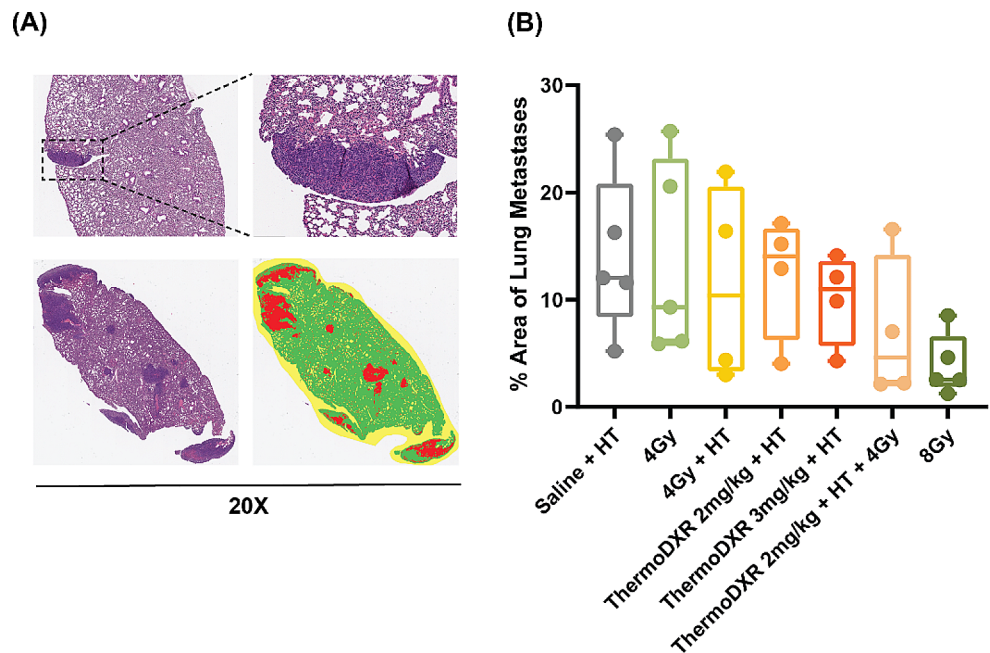 (A)
20X
(B)
% Area of Lung Metastases
30
20
10
0
Saline + HT
4Gy
4Gy + HT
ThermoDXR 2mg/kg + HT
ThermoDXR 3mg/kg + HT
ThermoDXR 2mg/kg + HT + 4Gy
8Gy